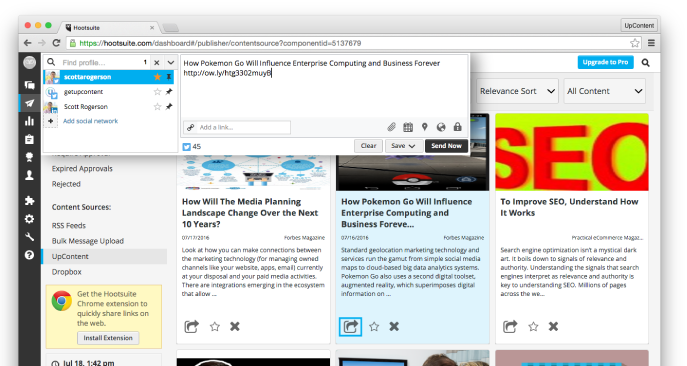 Hootsuite
UpContent
https://hootsuite.com/dashboard#/publisher/contentsource?componentid=5137679
Find profile...
1
scottarogerson
getupcontent
Scott Rogerson
Add social network
How Pokemon Go Will Influence Enterprise Computing and Business Forever
http://ow.ly/htg3302muyB
Add a link...
45
Clear
Save
Send Now
Upgrade to Pro
Relevance Sort
All Content
Expired Approvals
Rejected
Content Sources:
RSS Feeds
Bulk Message Upload
UpContent
Dropbox
Get the Hootsuite
Chrome extension to
quickly share links on
the web.
Install Extension
Jul 18, 1:42 pm
How Will The Media Planning
Landscape Change Over the Next
10 Years?
07/17/2016
Forbes Magazine
Look at how you can make connections between
the marketing technology (for managing owned
channels like your website, apps, email) currently
at your disposal and your paid media activities.
There are integrations emerging in the ecosystem
that allow ...
How Pokemon Go Will Influence
Enterprise Computing and
Business Foreve...
07/16/2016
Forbes Magazine
Standard geolocation marketing technology and
services run the gamut from simple social media
maps to cloud-based big data analytics systems.
Pokemon Go also uses a second digital toolset,
augmented reality, which superimposes digital
information on ...
SEO
To Improve SEO, Understand How
It Works
Practical eCommerce Magaz...
Search engine optimization isn't a mystical dark
art. It boils down to signals of relevance and
authority. Understanding the signals that search
engines interpret as relevance and authority is
key to understanding SEO. Millions of pages
across the we...